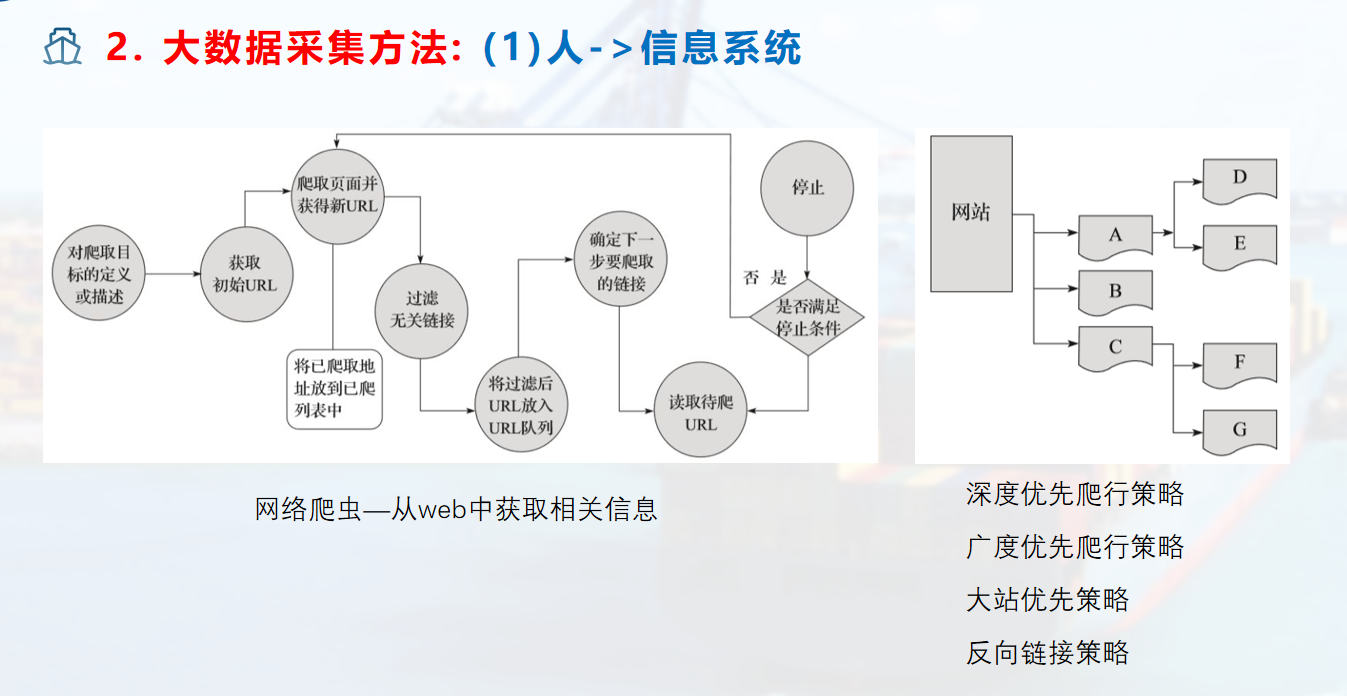 2. 大数据采集方法: (1)人->信息系统
对爬取目
标的定义
或描述
获取
初始URL
爬取页面并
获得新URL
将已爬取地
址放到已爬
列表中
过滤
无关链接
将过滤后
URL放入
URL队列
确定下一
步要爬取
的链接
读取待爬
URL
停止
否 是
是否满足
停止条件
网站
A
B
C
D
E
F
G
网络爬虫—从web中获取相关信息
深度优先爬行策略
广度优先爬行策略
大站优先策略
反向链接策略